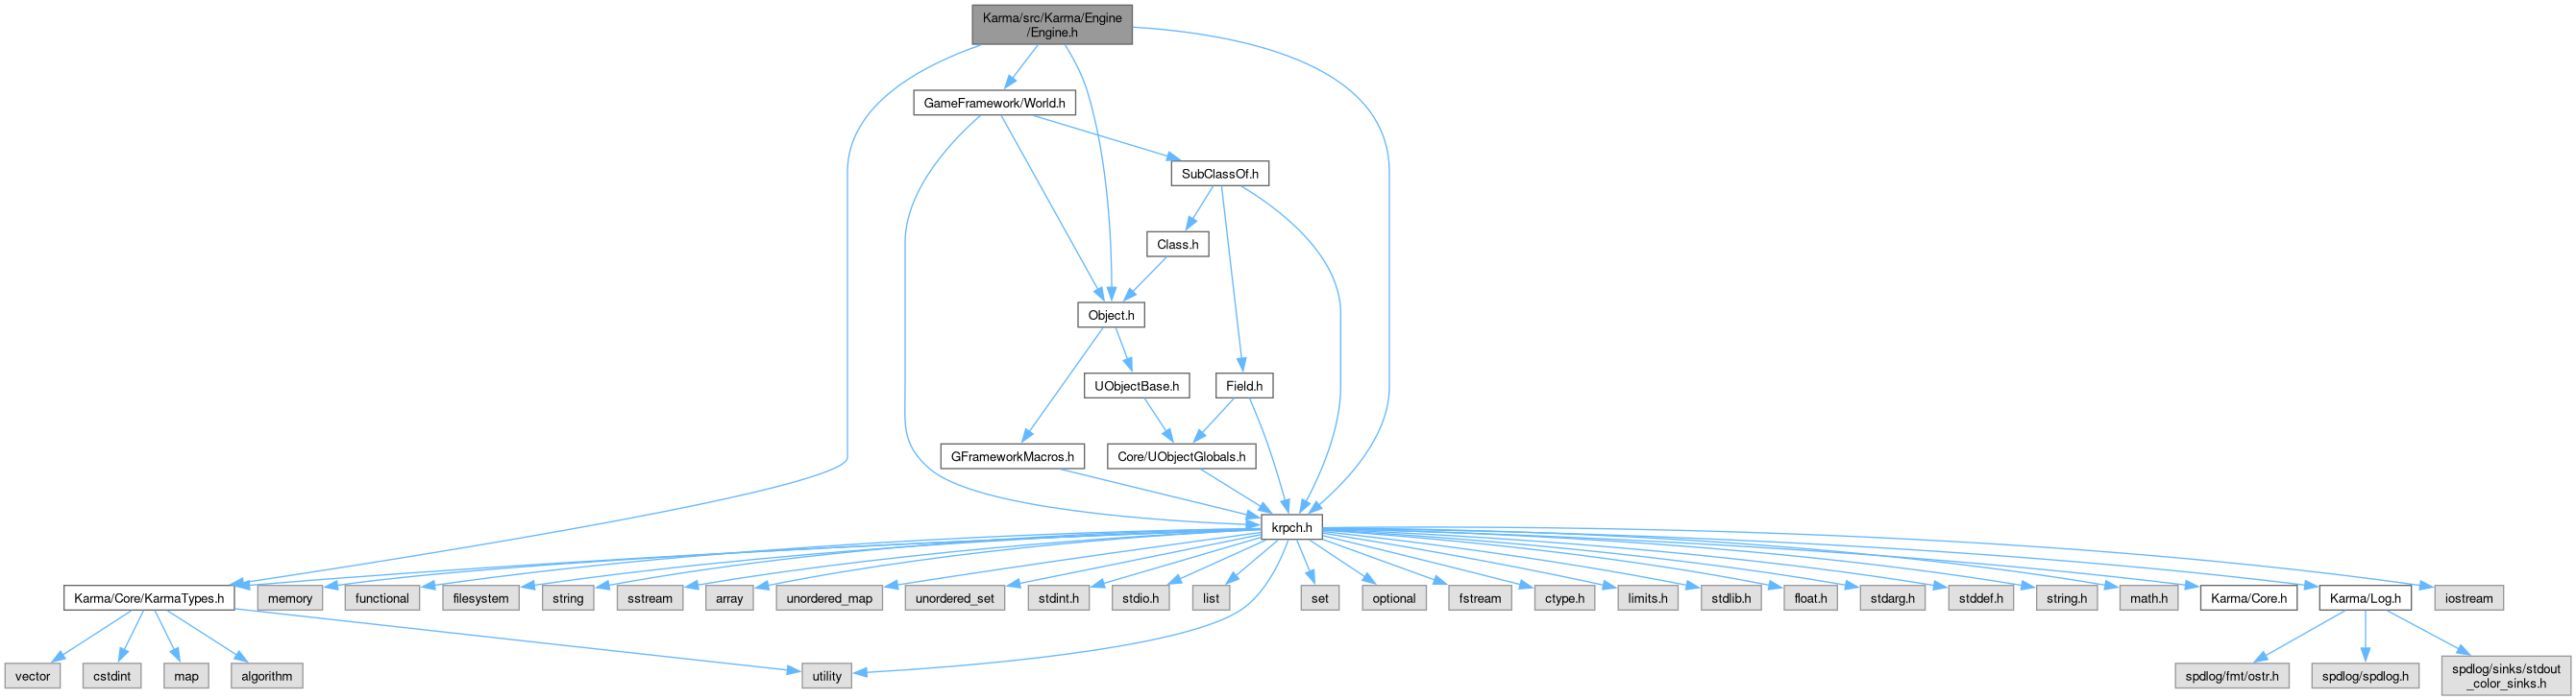 Karma/src/Karma/Engine
/Engine.h
GameFramework/World.h
SubClassOf.h
Class.h
Object.h
UObjectBase.h
Field.h
GFrameworkMacros.h
Core/UObjectGlobals.h
krpch.h
Karma/Core/KarmaTypes.h
memory
functional
filesystem
string
sstream
array
unordered_map
unordered_set
stdint.h
stdio.h
list
set
optional
fstream
ctype.h
limits.h
stdlib.h
float.h
stdarg.h
stddef.h
string.h
math.h
Karma/Core.h
Karma/Log.h
iostream
vector
cstdint
map
algorithm
utility
spdlog/fmt/ostr.h
spdlog/spdlog.h
spdlog/sinks/stdout
_color_sinks.h